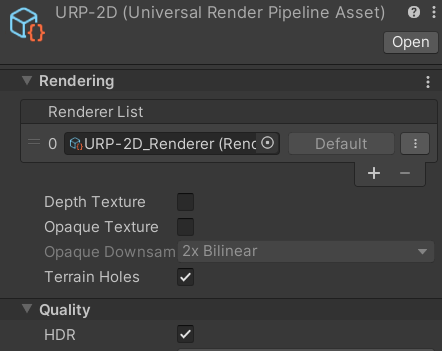 URP-2D (Universal Render Pipeline Asset)
Open
Rendering
Renderer List
0 URP-2D_Renderer (Renc Default
Depth Texture
Opaque Texture
Opaque Downsam 2x Bilinear
Terrain Holes
Quality
HDR